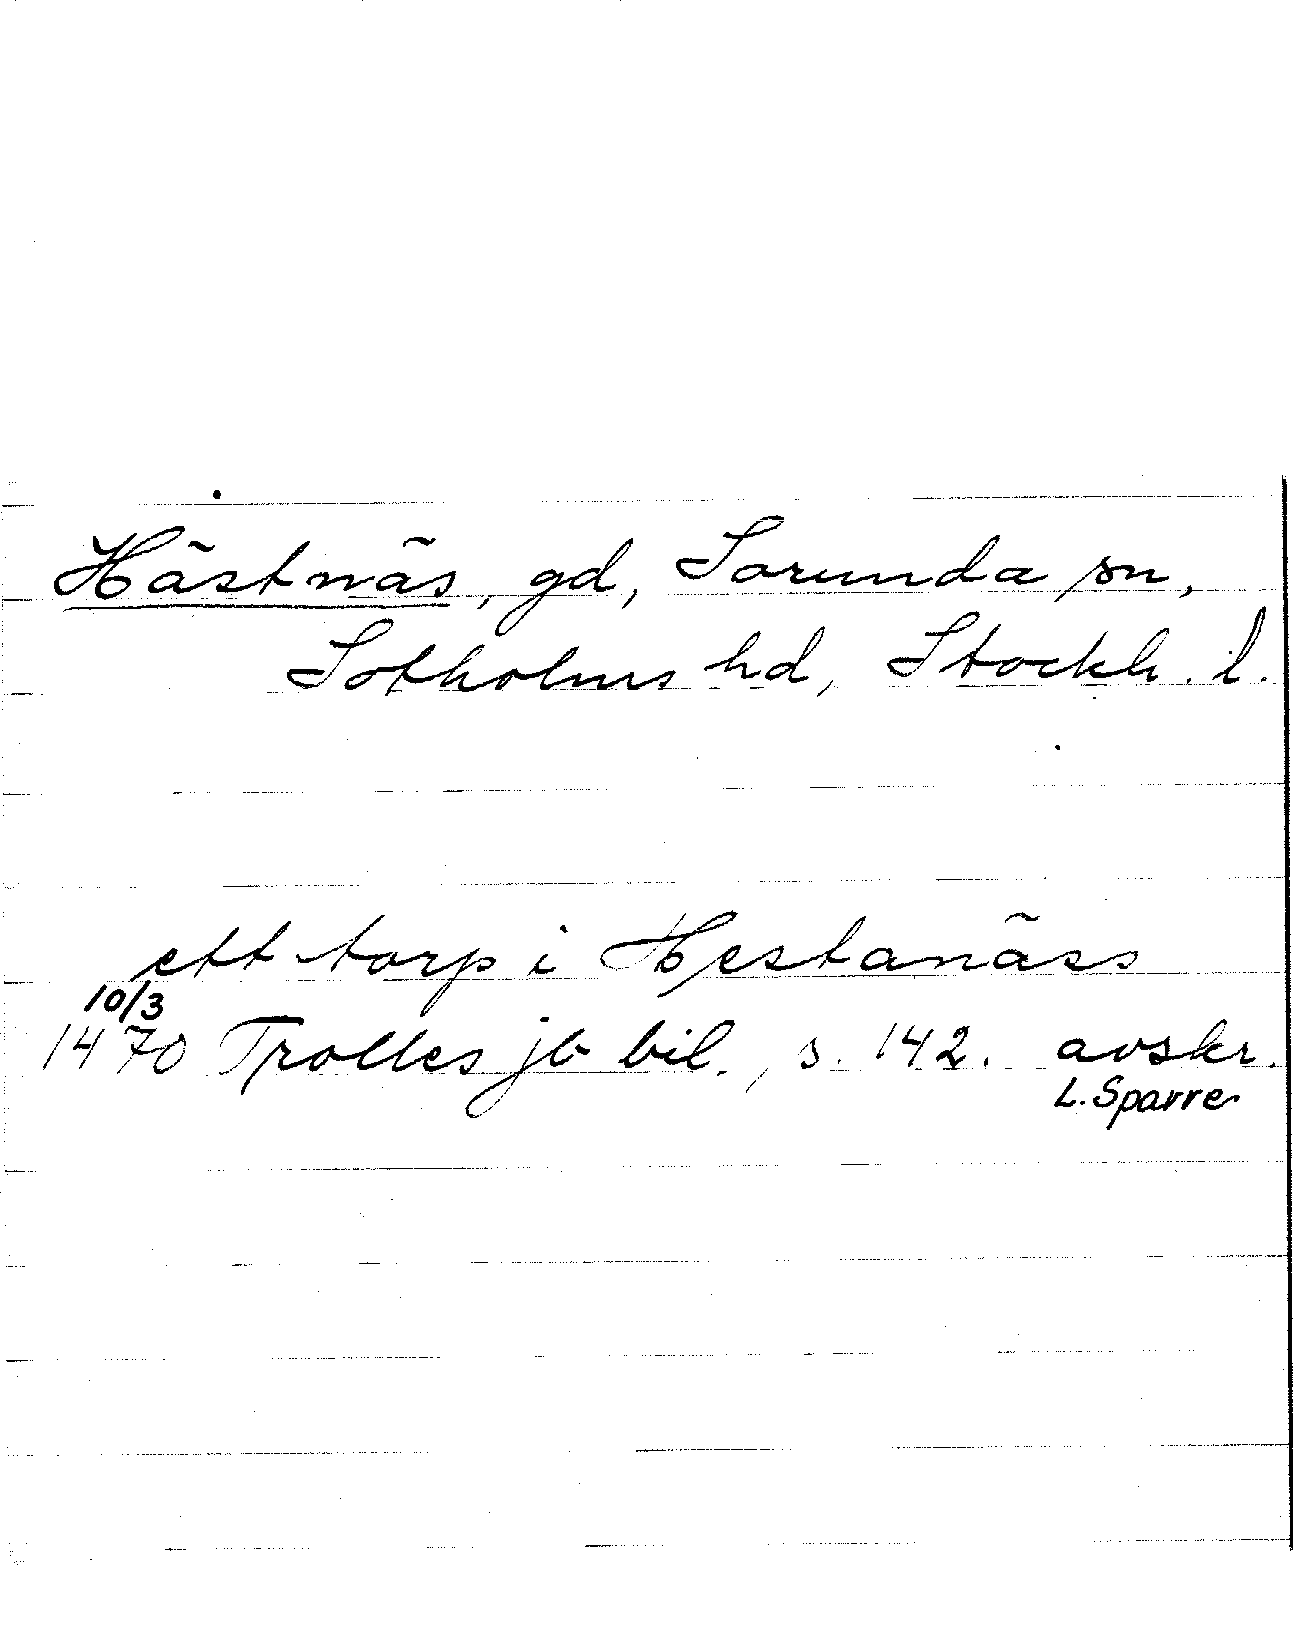 Hästnäs, gd, Sorunda sn,
Sotholms hd, Stockh. l.
ett torp i Hestanäss
10/3
1470 Trolles jb bil., s. 142. avskr.
L. Sparre